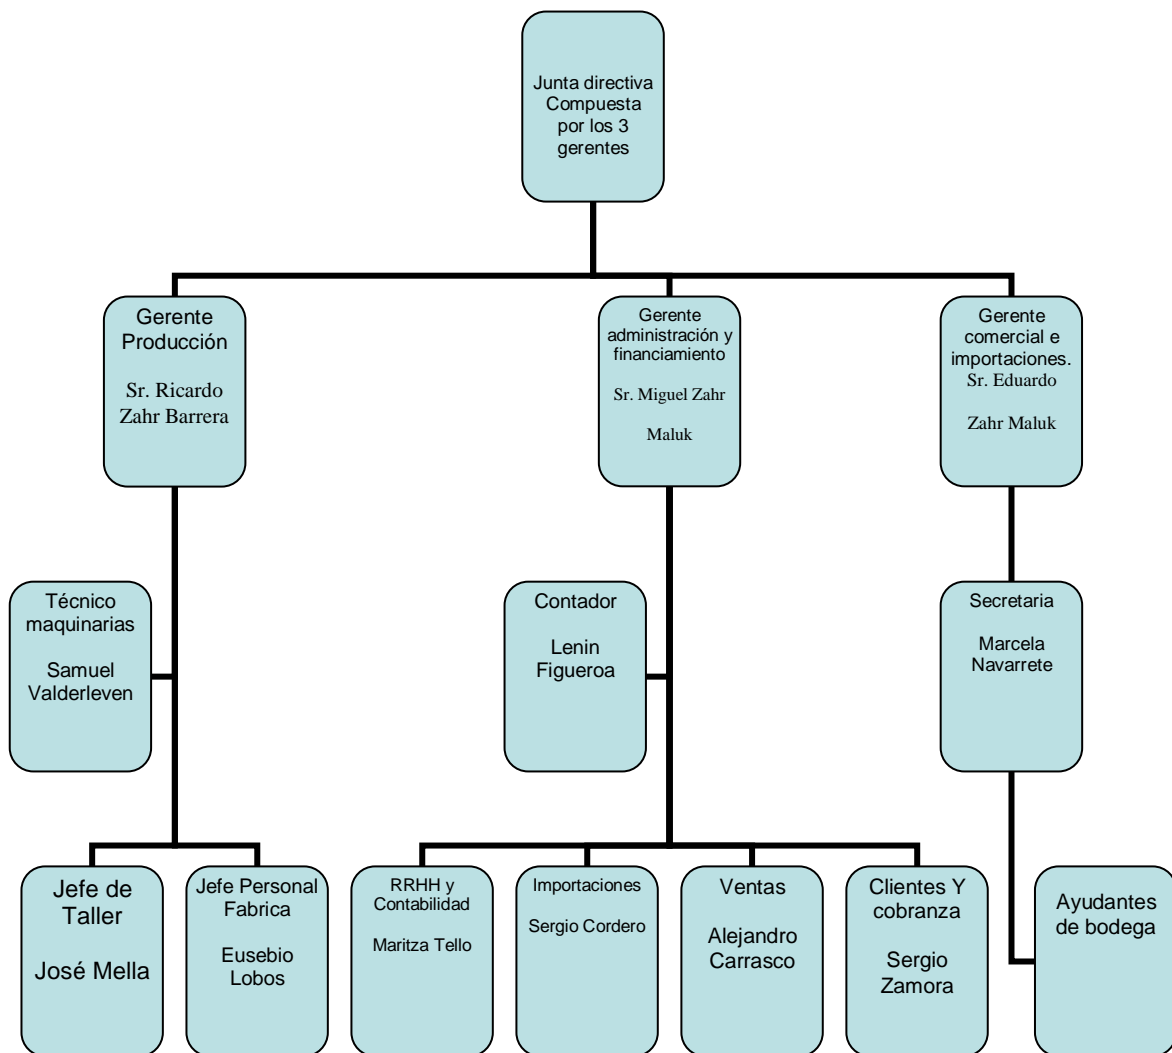 Junta directiva
Compuesta
por los 3
gerentes
Gerente
Producción
Sr. Ricardo
Zahr Barrera
Gerente
administración y
financiamiento
Sr. Miguel Zahr
Maluk
Gerente
comercial e
importaciones.
Sr. Eduardo
Zahr Maluk
Técnico
maquinarias
Samuel
Valderleven
Contador
Lenin
Figueroa
Secretaria
Marcela
Navarrete
Jefe de
Taller
José Mella
Jefe Personal
Fabrica
Eusebio
Lobos
RRHH y
Contabilidad
Maritza Tello
Importaciones
Sergio Cordero
Ventas
Alejandro
Carrasco
Clientes Y
cobranza
Sergio
Zamora
Ayudantes
de bodega